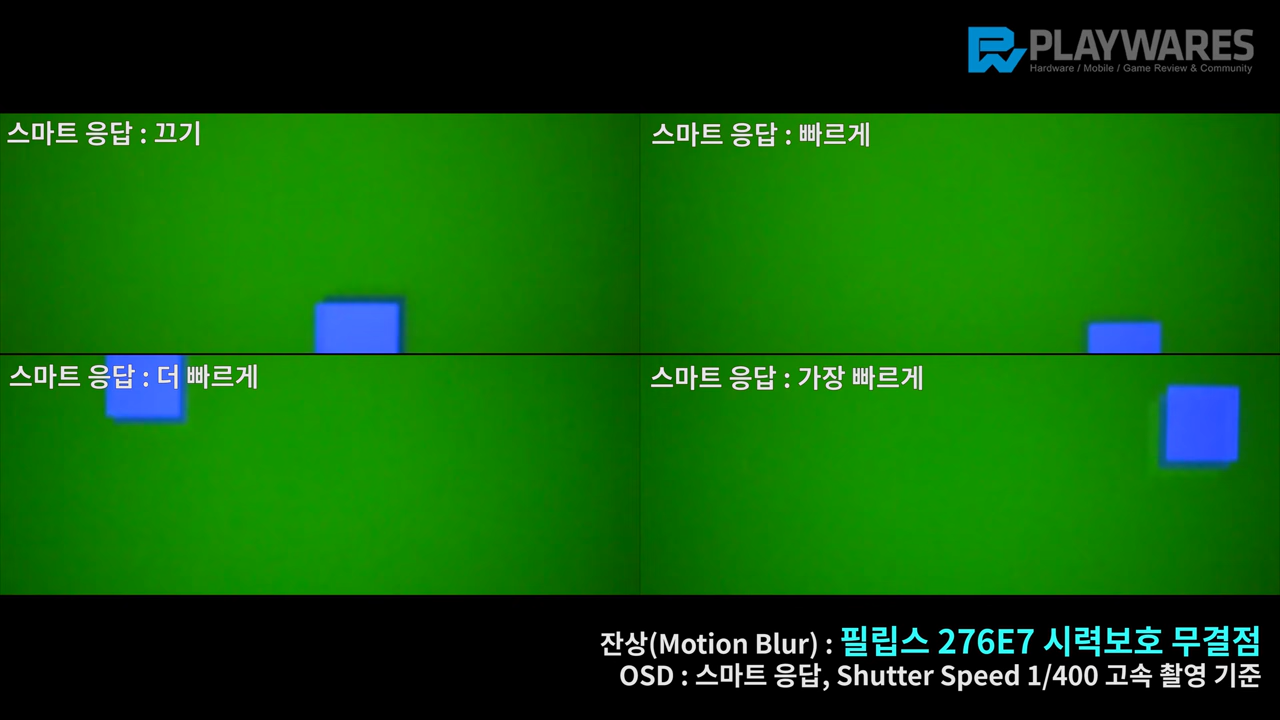 PLAYWARES
Hardware / Mobile / Game Review & Community
스마트 응답 : 끄기
스마트 응답 : 빠르게
스마트 응답 : 더 빠르게
스마트 응답 : 가장 빠르게
잔상(Motion Blur) : 필립스 276E7 시력보호 무결점
OSD : 스마트 응답, Shutter Speed 1/400 고속 촬영 기준